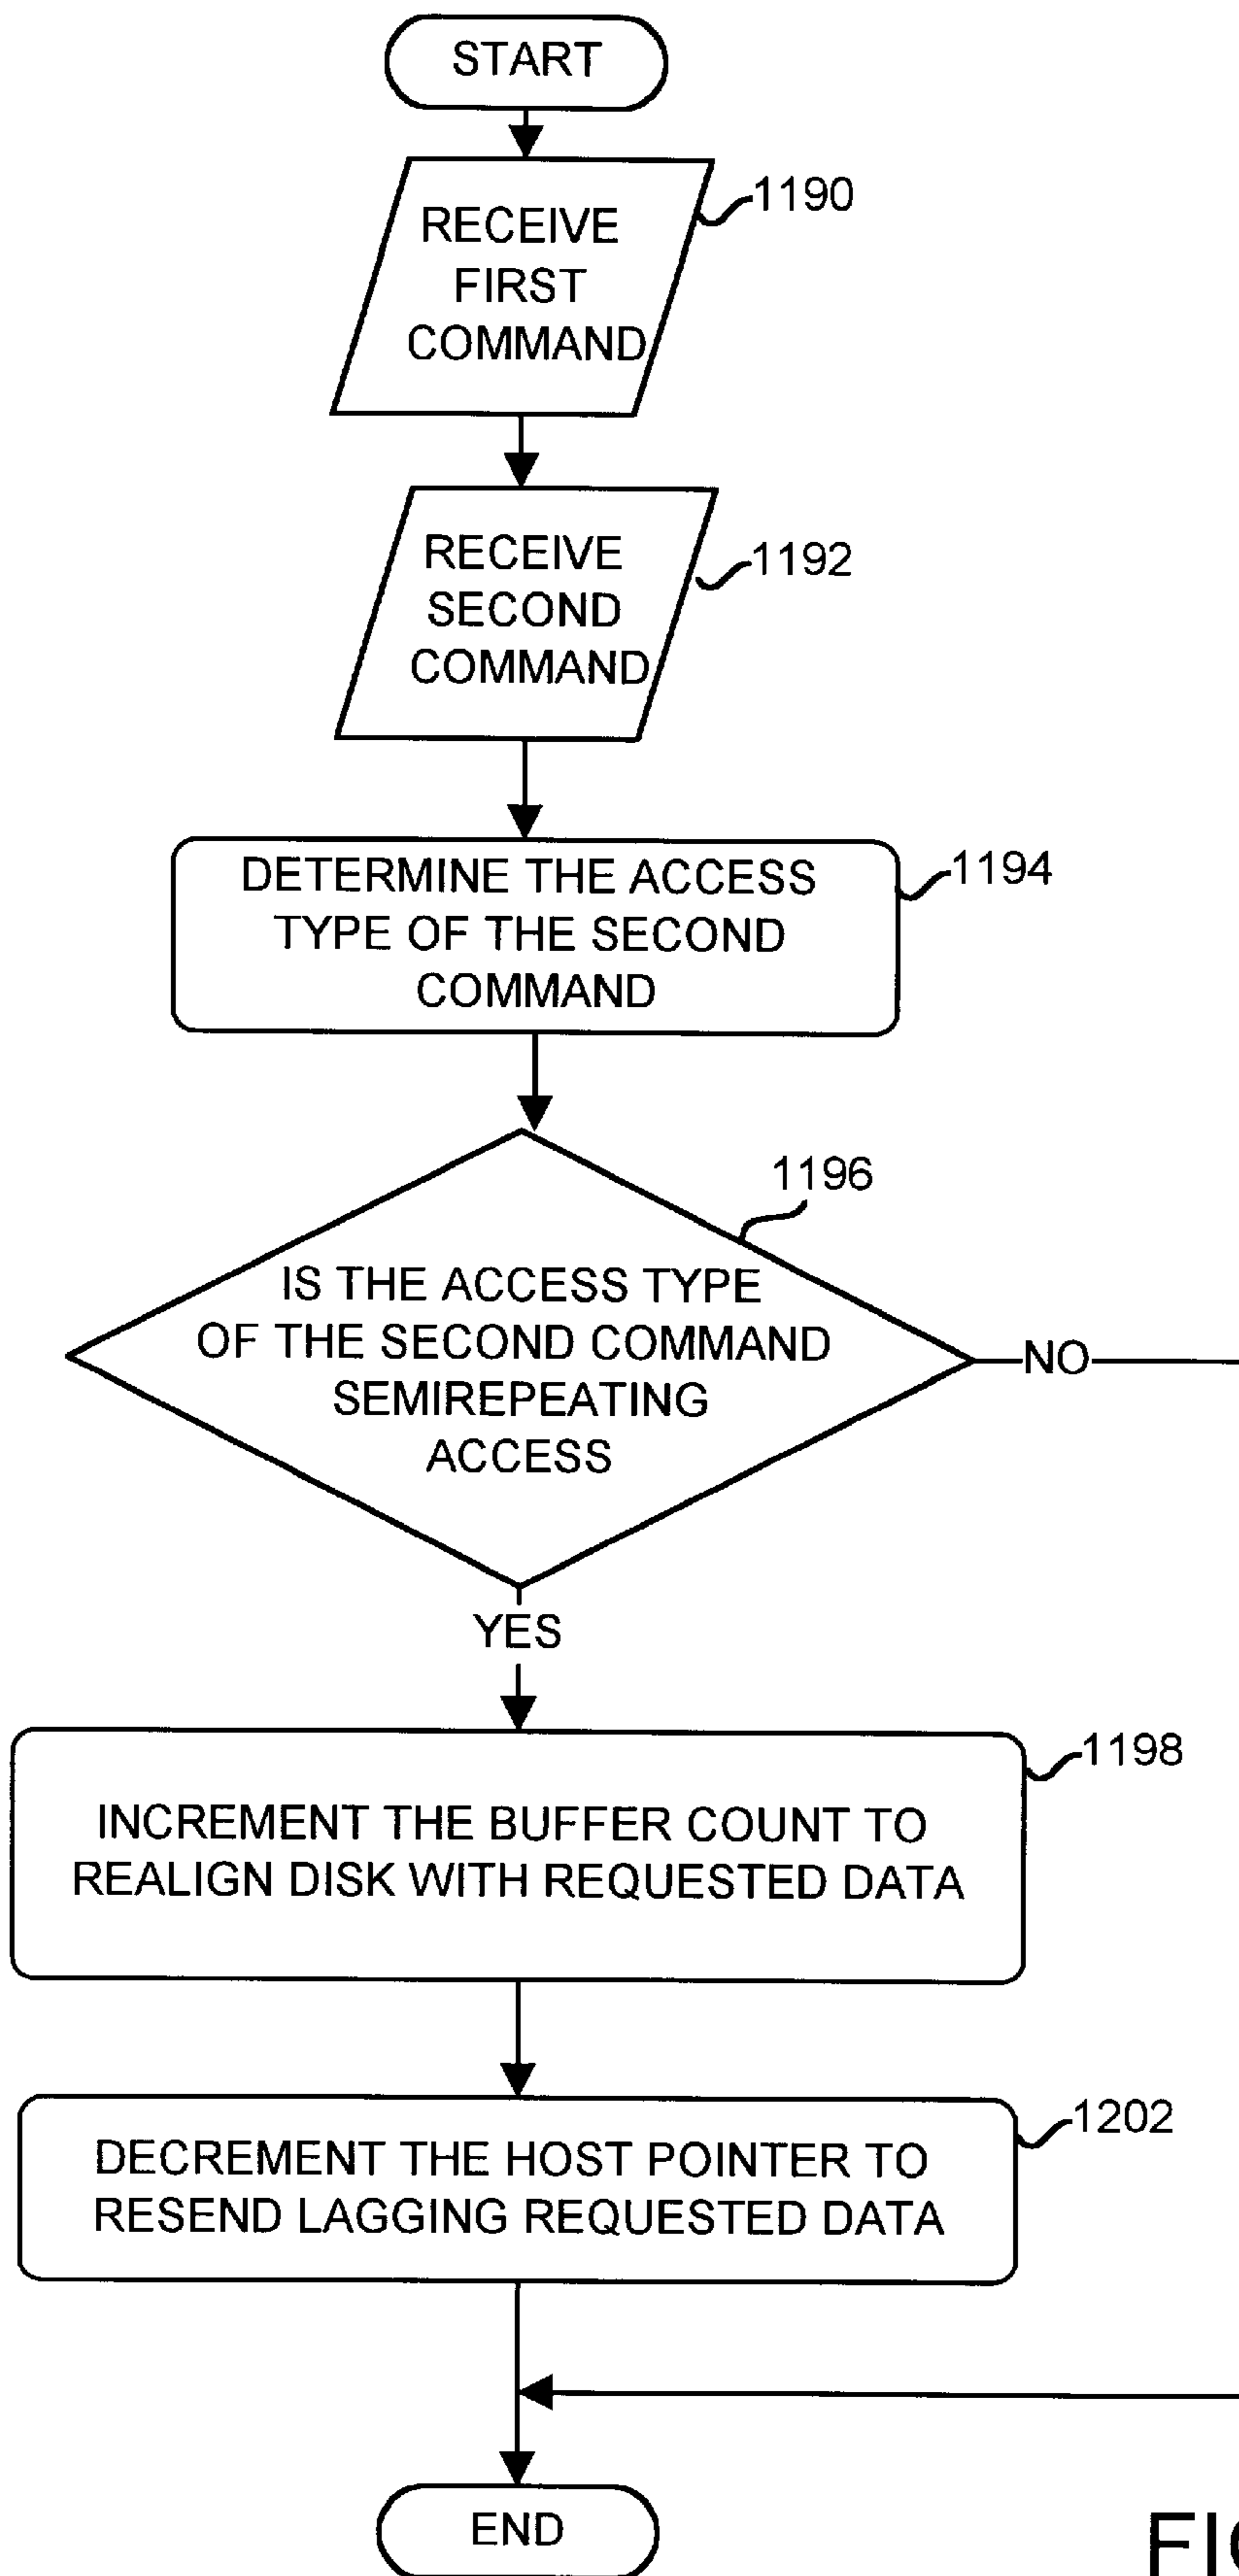 START
1190
RECEIVE
FIRST
COMMAND
1192
RECEIVE
SECOND
COMMAND
1194
DETERMINE THE ACCESS
TYPE OF THE SECOND
COMMAND
1196
IS THE ACCESS TYPE
OF THE SECOND COMMAND
SEMIREPEATING
ACCESS
NO
YES
1198
INCREMENT THE BUFFER COUNT TO
REALIGN DISK WITH REQUESTED DATA
1202
DECREMENT THE HOST POINTER TO
RESEND LAGGING REQUESTED DATA
END